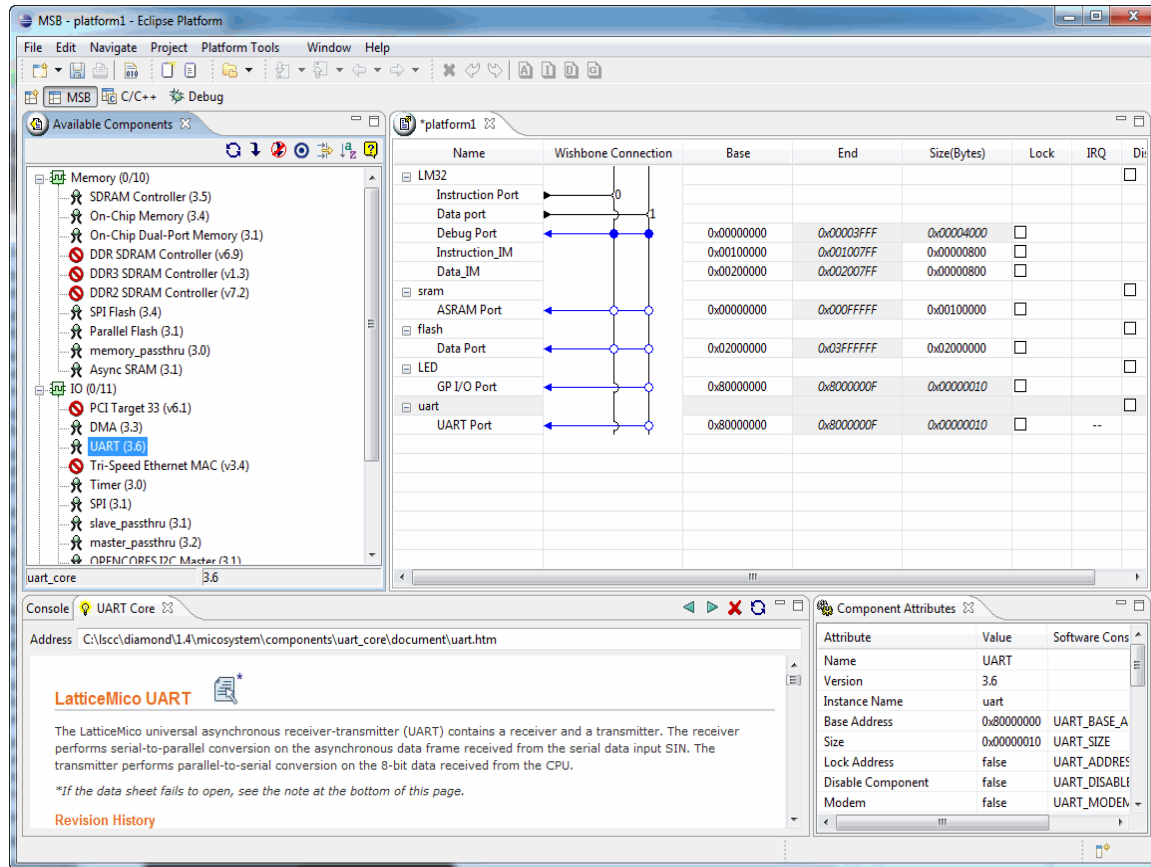 MSB - platform1 - Eclipse Platform
File Edit Navigate Project Platform Tools Window Help
MSB C/C++ Debug
Available Components
Memory (0/10)
SDRAM Controller (3.5)
On-Chip Memory (3.4)
On-Chip Dual-Port Memory (3.1)
DDR SDRAM Controller (v6.9)
DDR3 SDRAM Controller (v1.3)
DDR2 SDRAM Controller (v7.2)
SPI Flash (3.4)
Parallel Flash (3.1)
memory_passthru (3.0)
Async SRAM (3.1)
IO (0/11)
PCI Target 33 (v6.1)
DMA (3.3)
UART (3.6)
Tri-Speed Ethernet MAC (v3.4)
Timer (3.0)
SPI (3.1)
slave_passthru (3.1)
master_passthru (3.2)
OPENCORES I2C Master (3.1)
uart_core 3.6
*platform1
Name Wishbone Connection Base End Size(Bytes) Lock IRQ Dis
LM32
Instruction Port 0
Data port 1
Debug Port 0x00000000 0x00003FFF 0x00004000
Instruction_IM 0x00100000 0x001007FF 0x00000800
Data_IM 0x00200000 0x002007FF 0x00000800
sram
ASRAM Port 0x00000000 0x000FFFFF 0x00100000
flash
Data Port 0x02000000 0x03FFFFFF 0x02000000
LED
GP I/O Port 0x80000000 0x8000000F 0x00000010
uart
UART Port 0x80000000 0x8000000F 0x00000010 --
Console UART Core
Address C:\lscc\diamond\1.4\micosystem\components\uart_core\document\uart.htm
LatticeMico UART *
The LatticeMico universal asynchronous receiver-transmitter (UART) contains a receiver and a transmitter. The receiver
performs serial-to-parallel conversion on the asynchronous data frame received from the serial data input SIN. The
transmitter performs parallel-to-serial conversion on the 8-bit data received from the CPU.
*If the data sheet fails to open, see the note at the bottom of this page.
Revision History
Component Attributes
Attribute Value Software Cons
Name UART
Version 3.6
Instance Name uart
Base Address 0x80000000 UART_BASE_A
Size 0x00000010 UART_SIZE
Lock Address false UART_ADDRES
Disable Component false UART_DISABLE
Modem false UART_MODEM